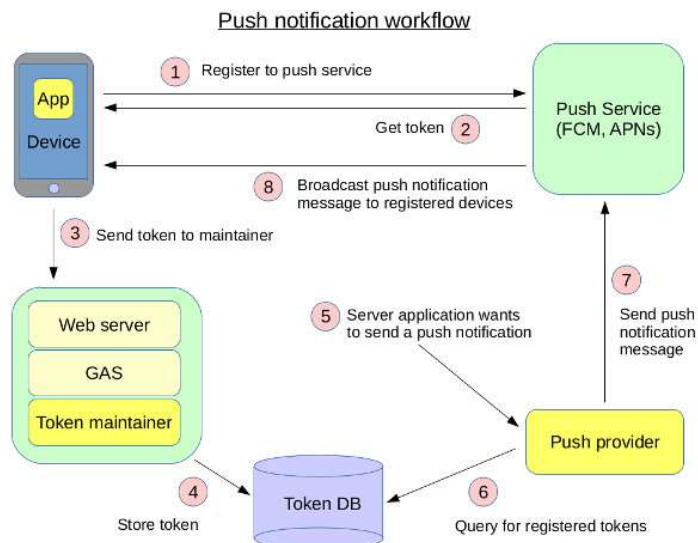 Push notification workflow
1
Register to push service
App
Device
Get token
2
Push Service
(FCM, APNs)
8
Broadcast push notification
message to registered devices
3
Send token to maintainer
7
Send push
notification
message
5
Server application wants
to send a push notification
Web server
GAS
Token maintainer
Push provider
4
Store token
Token DB
6
Query for registered tokens